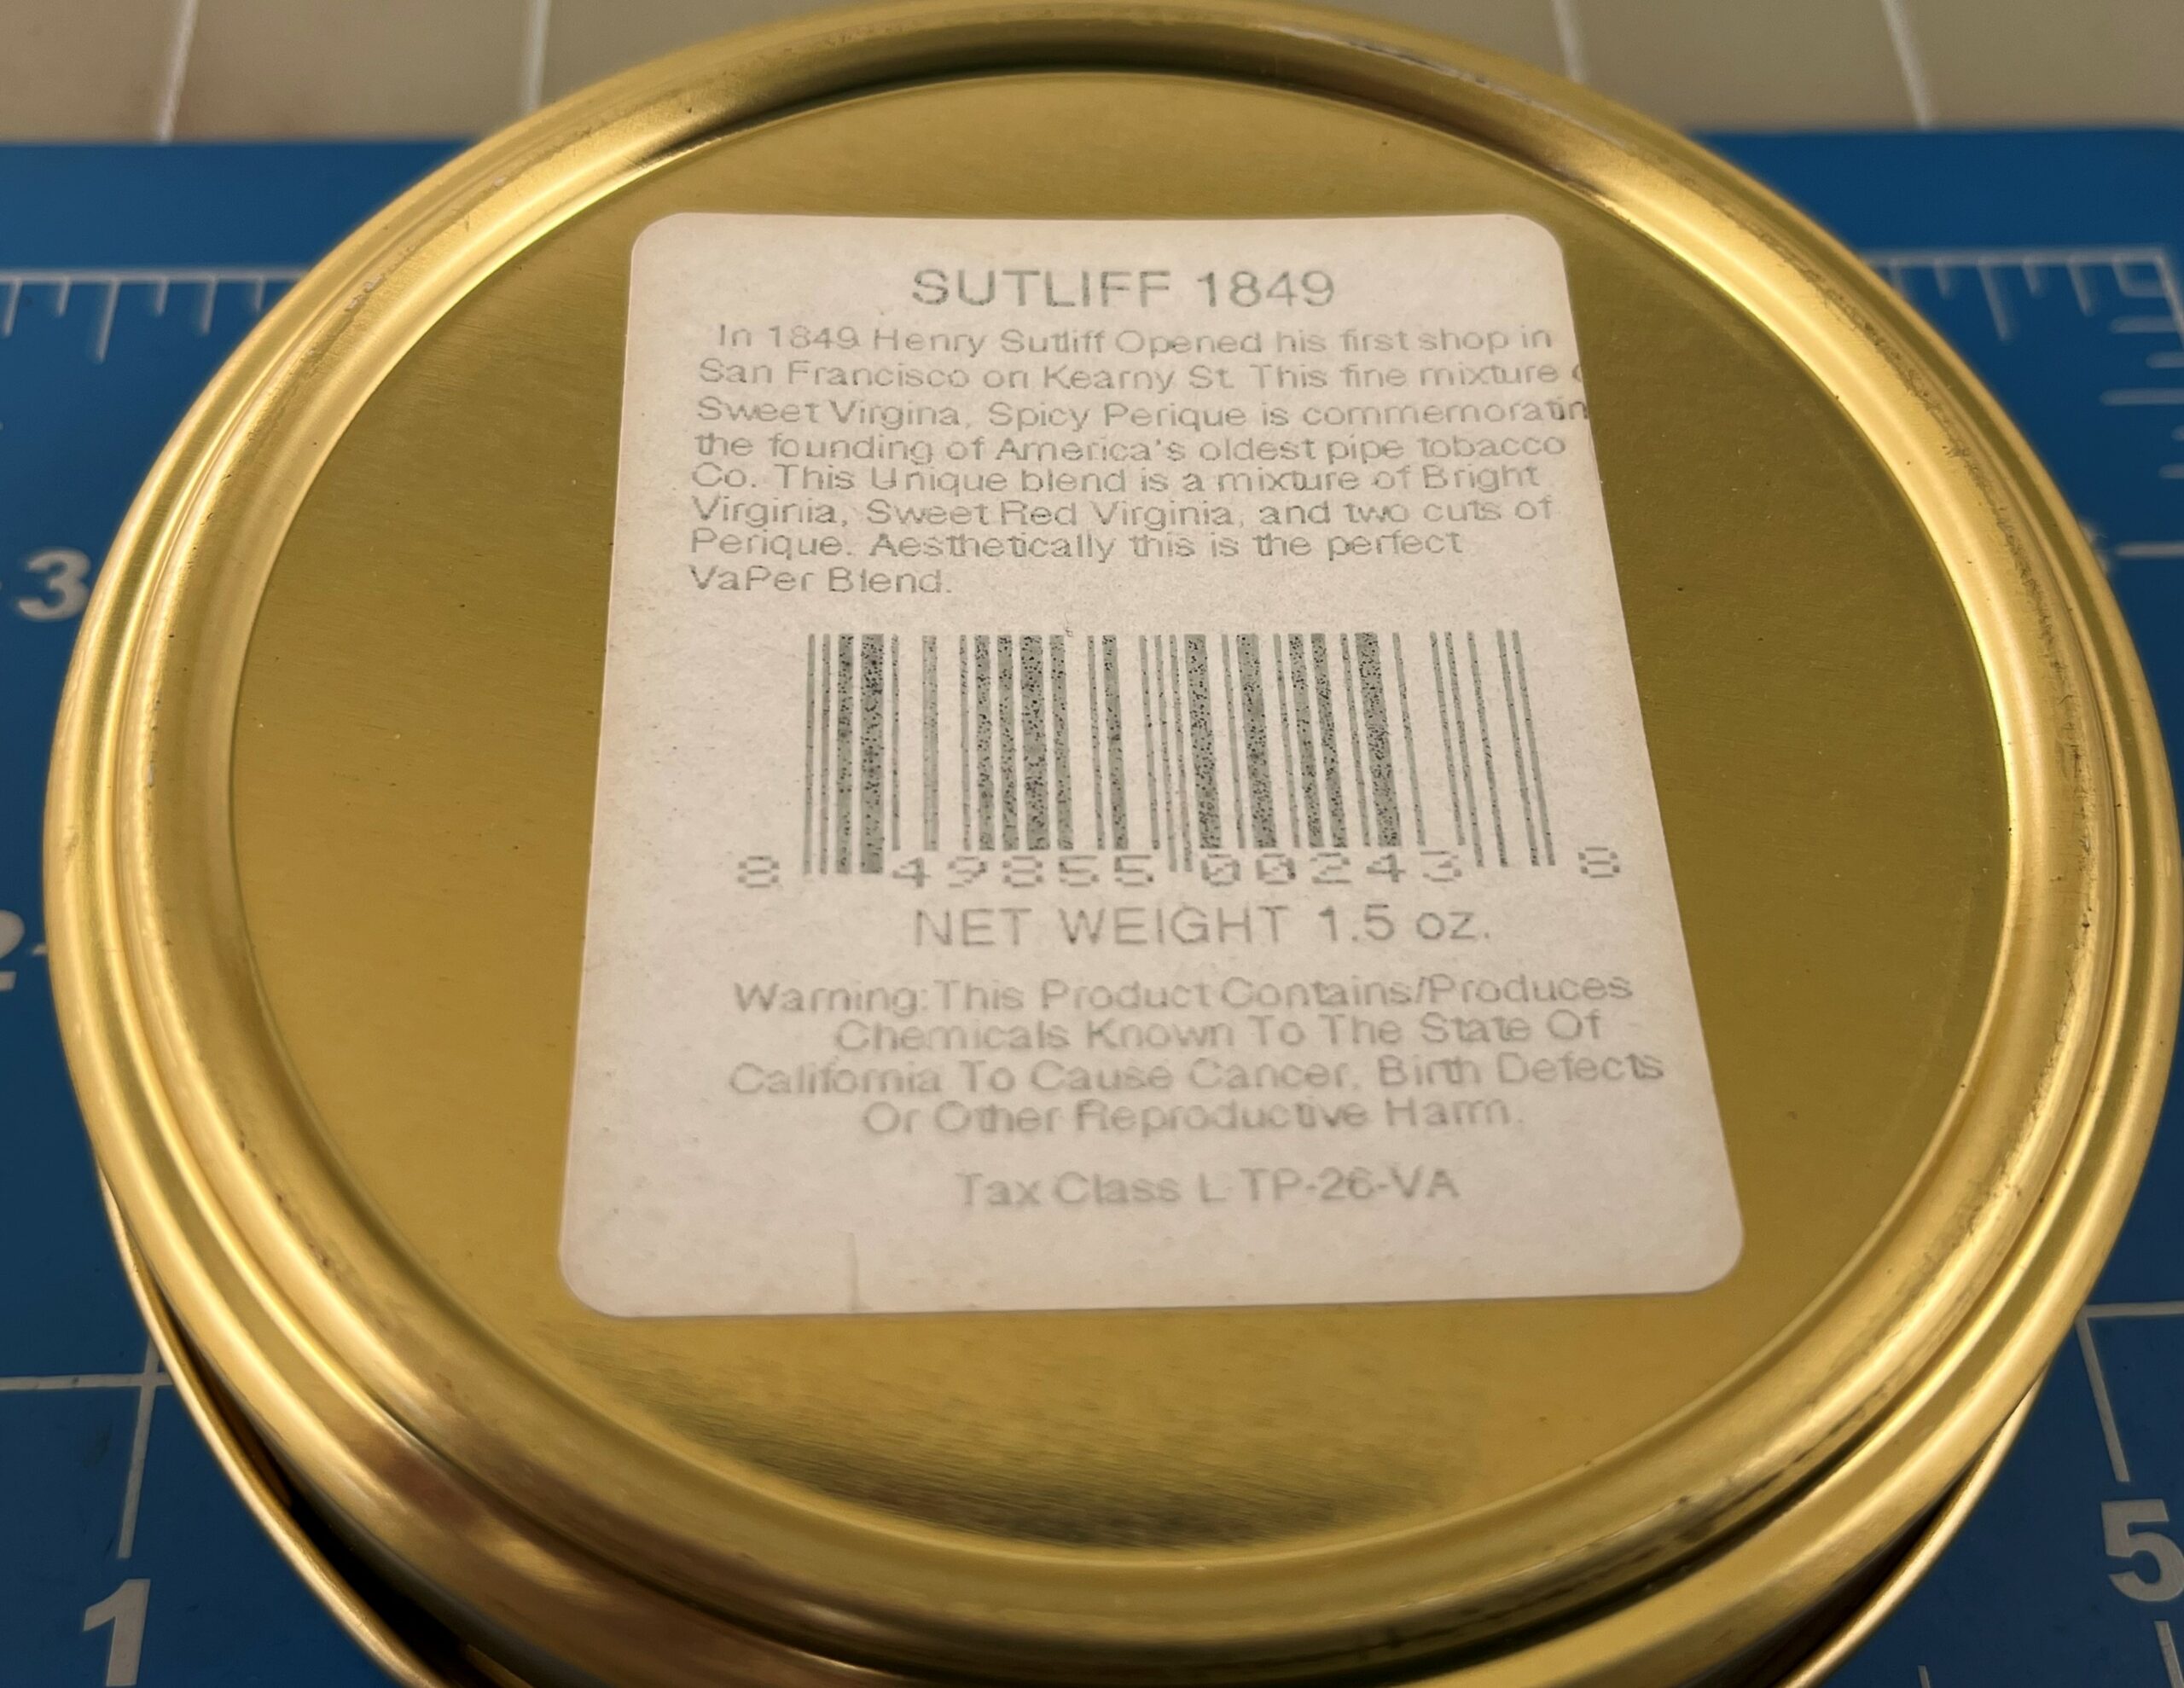 SUTLIFF 1849
In 1849 Henry Sutliff Opened his first shop in
San Francisco on Kearny St. This fine mixture
Sweet Virgina, Spicy Perique is commemoratin
the founding of America's oldest pipe tobacco
Co. This Unique blend is a mixture of Bright
Virginia, Sweet Red Virginia, and two cuts of
Perique. Aesthetically this is the perfect
VaPer Blend.
8 49855 00243 8
NET WEIGHT 1.5 oz.
Warning: This Product Contains/Produces
Chemicals Known To The State Of
California To Cause Cancer, Birth Defects
Or Other Reproductive Harm.
Tax Class L TP-26-VA
3
2
1
5